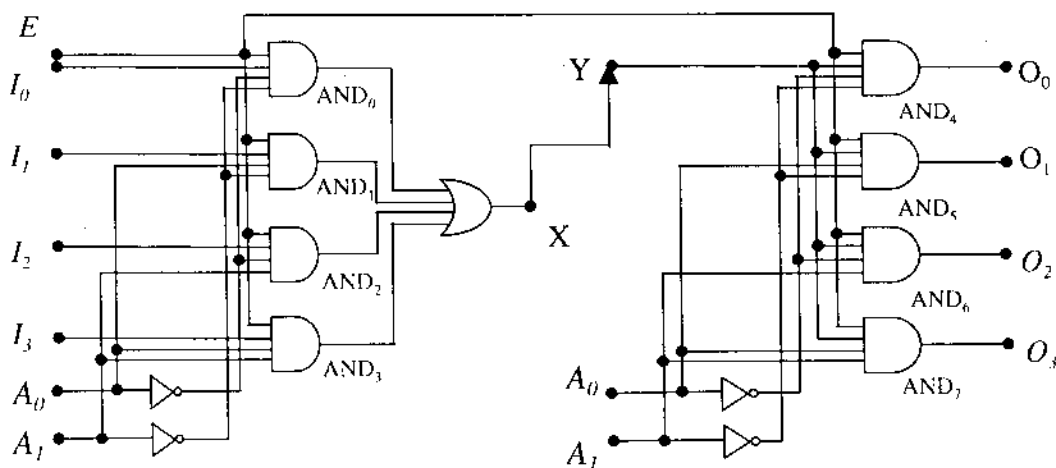 E
I₀
AND₀
I₁
AND₁
I₂
AND₂
I₃
AND₃
A₀
A₁
X
Y
AND₄
O₀
AND₅
O₁
AND₆
O₂
AND₇
O₃
A₀
A₁